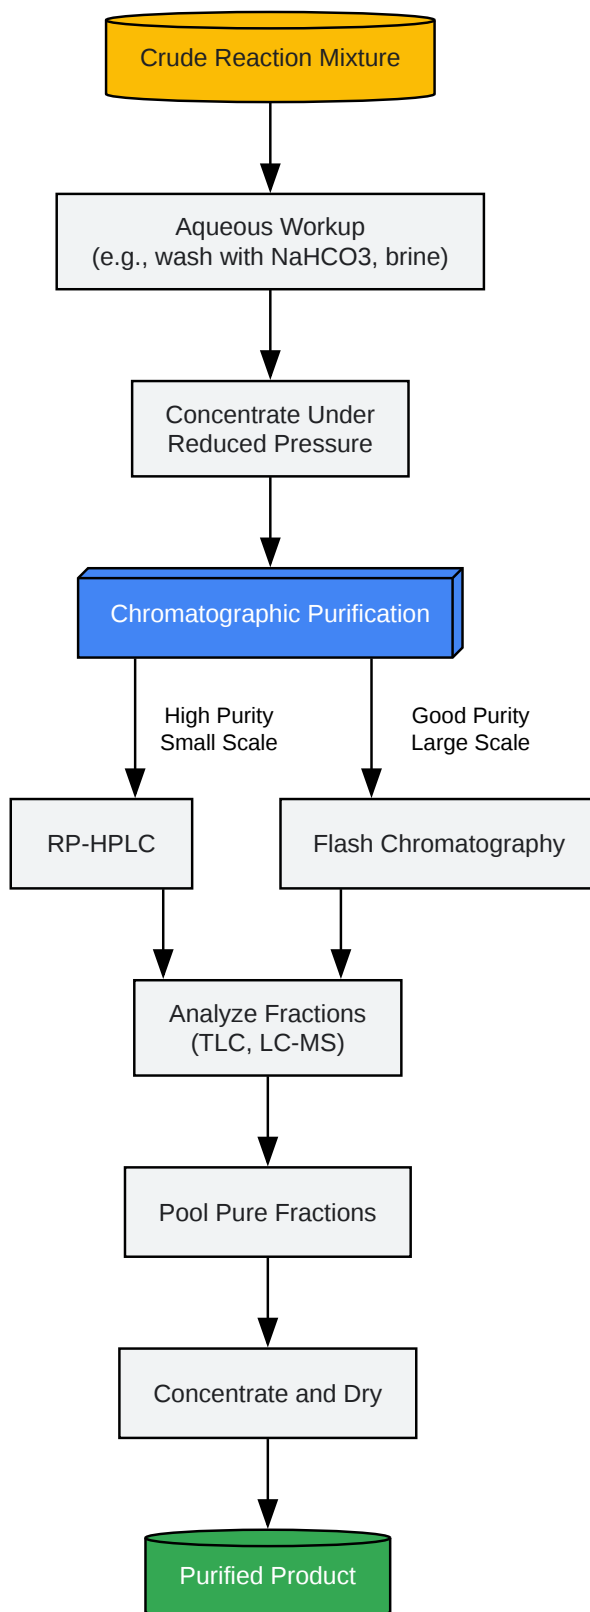 Crude Reaction Mixture
Aqueous Workup
(e.g., wash with NaHCO3, brine)
Concentrate Under
Reduced Pressure
Chromatographic Purification
High Purity
Small Scale
Good Purity
Large Scale
RP-HPLC
Flash Chromatography
Analyze Fractions
(TLC, LC-MS)
Pool Pure Fractions
Concentrate and Dry
Purified Product